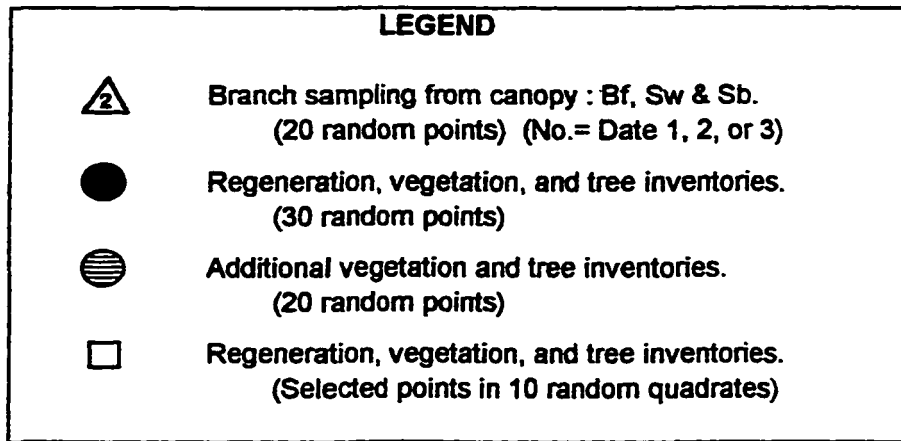 LEGEND
2 Branch sampling from canopy : Bf, Sw & Sb.
(20 random points) (No.= Date 1, 2, or 3)
Regeneration, vegetation, and tree inventories.
(30 random points)
Additional vegetation and tree inventories.
(20 random points)
Regeneration, vegetation, and tree inventories.
(Selected points in 10 random quadrates)